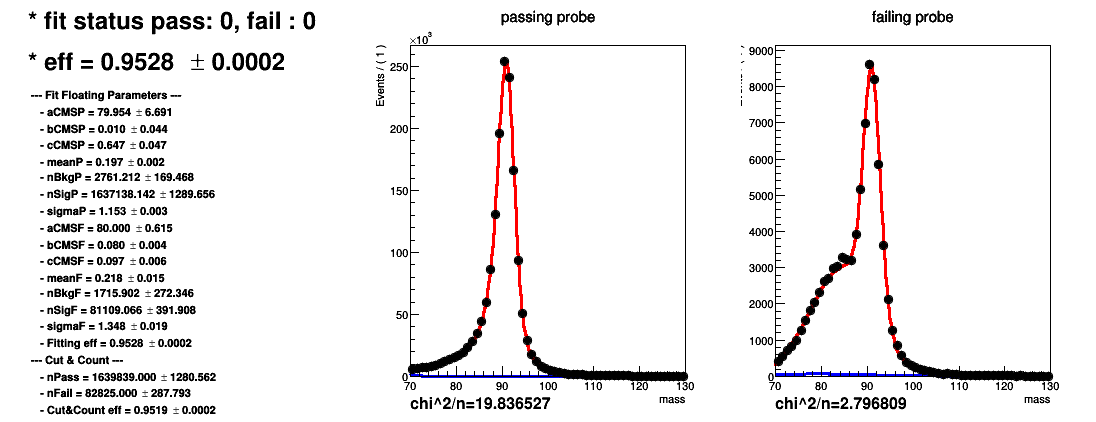 * fit status pass: 0, fail : 0
* eff = 0.9528 ± 0.0002
--- Fit Floating Parameters ---
- aCMSP = 79.954 ± 6.691
- bCMSP = 0.010 ± 0.044
- cCMSP = 0.647 ± 0.047
- meanP = 0.197 ± 0.002
- nBkgP = 2761.212 ± 169.468
- nSigP = 1637138.142 ± 1289.656
- sigmaP = 1.153 ± 0.003
- aCMSF = 80.000 ± 0.615
- bCMSF = 0.080 ± 0.004
- cCMSF = 0.097 ± 0.006
- meanF = 0.218 ± 0.015
- nBkgF = 1715.902 ± 272.346
- nSigF = 81109.066 ± 391.908
- sigmaF = 1.348 ± 0.019
- Fitting eff = 0.9528 ± 0.0002
--- Cut & Count ---
- nPass = 1639839.000 ± 1280.562
- nFail = 82825.000 ± 287.793
- Cut&Count eff = 0.9519 ± 0.0002
passing probe
×10³
Events / ( 1 )
250
200
150
100
50
0
70 80 90 100 110 120 130
mass
chi^2/n=19.836527
failing probe
9000
8000
7000
6000
5000
4000
3000
2000
1000
0
70 80 90 100 110 120 130
mass
chi^2/n=2.796809